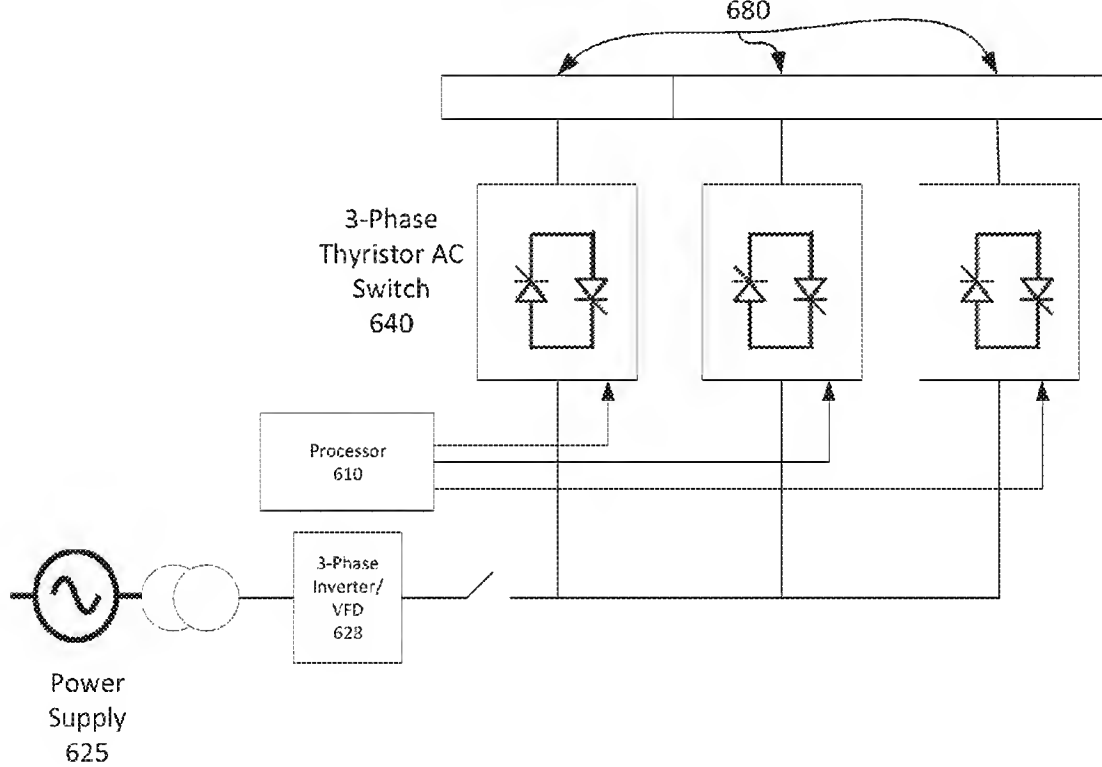 680
3-Phase
Thyristor AC
Switch
640
Processor
610
3-Phase
Inverter/
VFD
628
Power
Supply
625